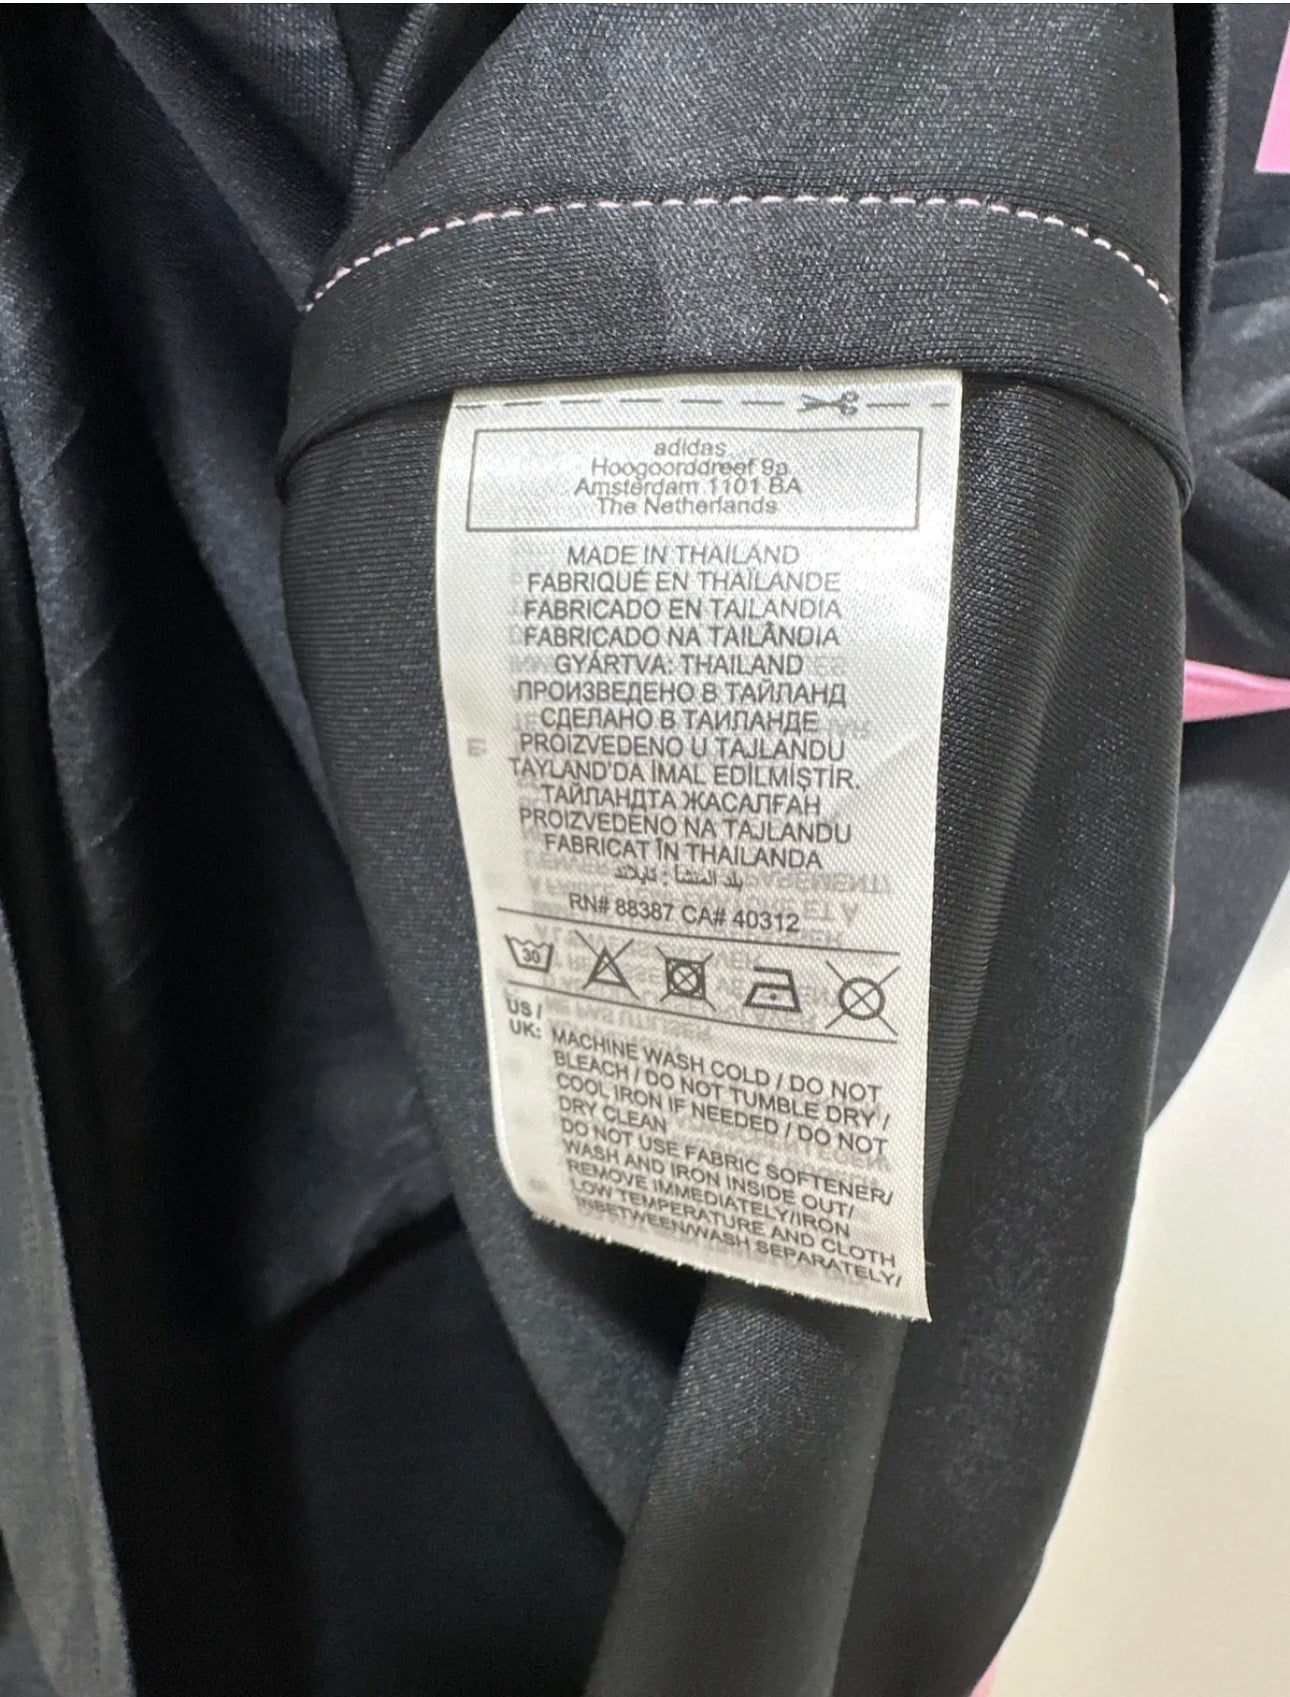 adidas
Hoogoorddreef 9a
Amsterdam 1101 BA
The Netherlands
MADE IN THAILAND
FABRIQUÉ EN THAÏLANDE
FABRICADO EN TAILANDIA
FABRICADO NA TAILÂNDIA
GYÁRTVA: THAILAND
ПРОИЗВЕДЕНО В ТАЙЛАНД
СДЕЛАНО В ТАИЛАНДЕ
PROIZVEDENO U TAJLANDU
TAYLAND'DA İMAL EDİLMİŞTİR.
ТАЙЛАНДТА ЖАСАЛҒАН
PROIZVEDENO NA TAJLANDU
FABRICAT ÎN THAILANDA
بلد المنشأ : تايلاند
RN# 88387 CA# 40312
30
US /
UK: MACHINE WASH COLD / DO NOT
BLEACH / DO NOT TUMBLE DRY /
COOL IRON IF NEEDED / DO NOT
DRY CLEAN
DO NOT USE FABRIC SOFTENER/
WASH AND IRON INSIDE OUT/
REMOVE IMMEDIATELY/IRON
LOW TEMPERATURE AND CLOTH
INBETWEEN/WASH SEPARATELY/